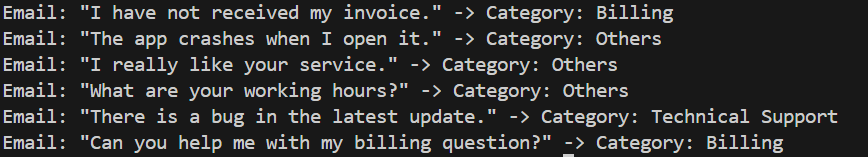 Email: "I have not received my invoice." -> Category: Billing
Email: "The app crashes when I open it." -> Category: Others
Email: "I really like your service." -> Category: Others
Email: "What are your working hours?" -> Category: Others
Email: "There is a bug in the latest update." -> Category: Technical Support
Email: "Can you help me with my billing question?" -> Category: Billing